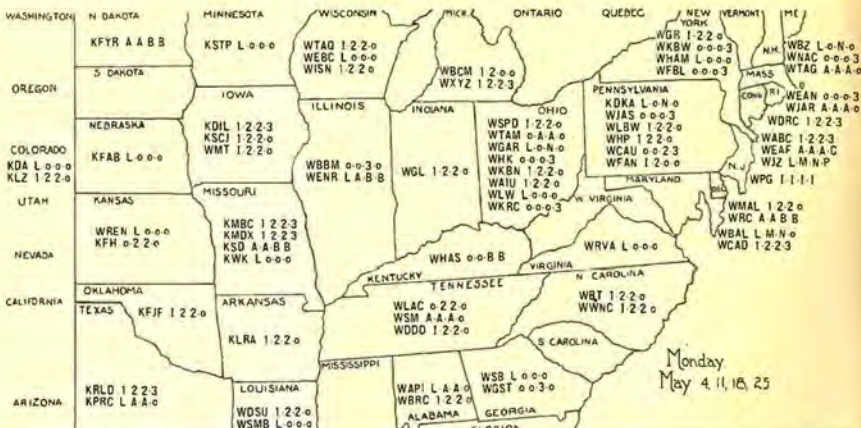 WASHINGTON
N DAKOTA
KFYR A A B B
MINNESOTA
KSTP L o o o
WISCONSIN
WTAQ 1-2 2-o
WEBC L o o o
WISN 1-2 2 o
MICH.
WBCM 1 2 o o
WXYZ 1-2 2 3
ONTARIO
QUEBEC
NEW YORK
WGR 1-2-2-o
WKBW o-o-o-3
WHAM L o-o-o
WFBL o o o 3
VERMONT
ME
N.H.
WBZ L-o-N-o
WNAC o-o-o-3
WTAG A-A-A-o
MASS
CONN
R I
WEAN o o-o 3
WJAR A A A o
WDRC 1 2 2 3
OREGON
S DAKOTA
IOWA
KDIL 1-2 2-3
KSCJ 1 2 2 o
WMT 1 2 2 o
ILLINOIS
WBBM o-o-3 o
WENR L A-B-B
INDIANA
WGL 1-2 2 o
OHIO
WSPD 1-2 2-o
WTAM o-A-A-o
WGAR L-o-N-o
WHK o o o 3
WKBN 1-2 2 o
WAIU 1 2 2 o
WLW L o o o
WKRC o o-o-3
PENNSYLVANIA
KDKA L-o-N-o
WJAS o-o-o-3
WLBW 1-2 2-o
WHP 1 2 2 o
WCAU o o 2-3
WFAN 1 2 o o
N.J.
WABC 1-2 2-3
WEAF A-A-A-C
WJZ L-M-N-P
WPG 1-1-1-1
COLORADO
KDA L-o-o-o
KLZ 1 2 2 o
NEBRASKA
KFAB L o o o
MARYLAND
DEL
WMAL 1 2 2 o
WRC A A B B
WBAL L M-N-o
WCAD 1-2 2-3
UTAH
KANSAS
WREN L o o o
KFH o-2 2-o
MISSOURI
KMBC 1 2 2 3
KMDX 1 2 2 3
KSD A-A-B B
KWK L o o o
W. VIRGINIA
KENTUCKY
WHAS o o-B B
VIRGINIA
WRVA L o-o o
NEVADA
CALIFORNIA
OKLAHOMA
KFJF 1 2 2-o
TEXAS
KRLD 1 2 2 3
KPRC L A-A-o
ARKANSAS
KLRA 1 2 2 o
TENNESSEE
WLAC o-2 2-o
WSM A-A-A-o
WDDD 1-2 2-o
N CAROLINA
WBT 1-2-2-o
WWNC 1-2-2-o
S CAROLINA
MISSISSIPPI
LOUISIANA
WDSU 1-2 2-o
WSMB L-o-o-o
WAPI L-A A-o
WBRC 1 2 2 o
ALABAMA
WSB L o o o
WGST o o-3 o
GEORGIA
ARIZONA
Monday
May 4, 11, 18, 25